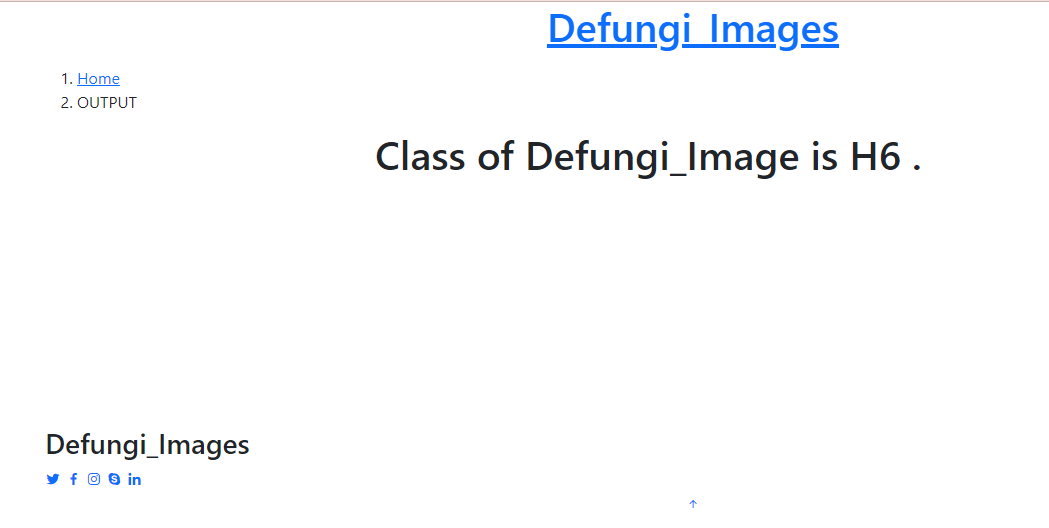 Defungi_Images
1. Home
2. OUTPUT
Class of Defungi_Image is H6 .
Defungi_Images